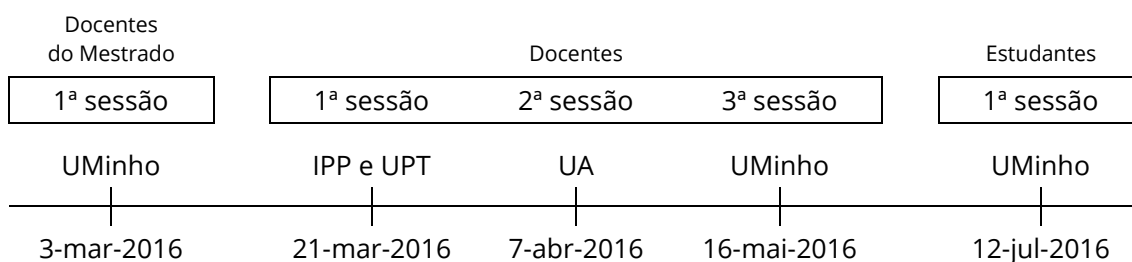 Docentes
do Mestrado
Docentes
Estudantes
1ª sessão
1ª sessão
2ª sessão
3ª sessão
1ª sessão
UMinho
IPP e UPT
UA
UMinho
UMinho
3-mar-2016
21-mar-2016
7-abr-2016
16-mai-2016
12-jul-2016